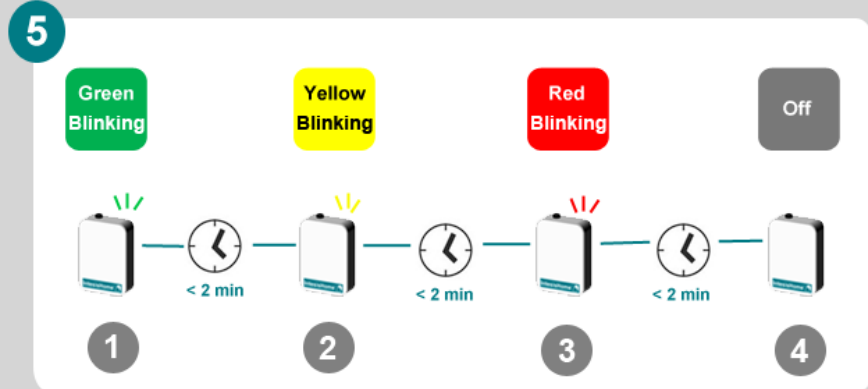 5
Green
Blinking
Yellow
Blinking
Red
Blinking
Off
< 2 min
< 2 min
< 2 min
1
2
3
4